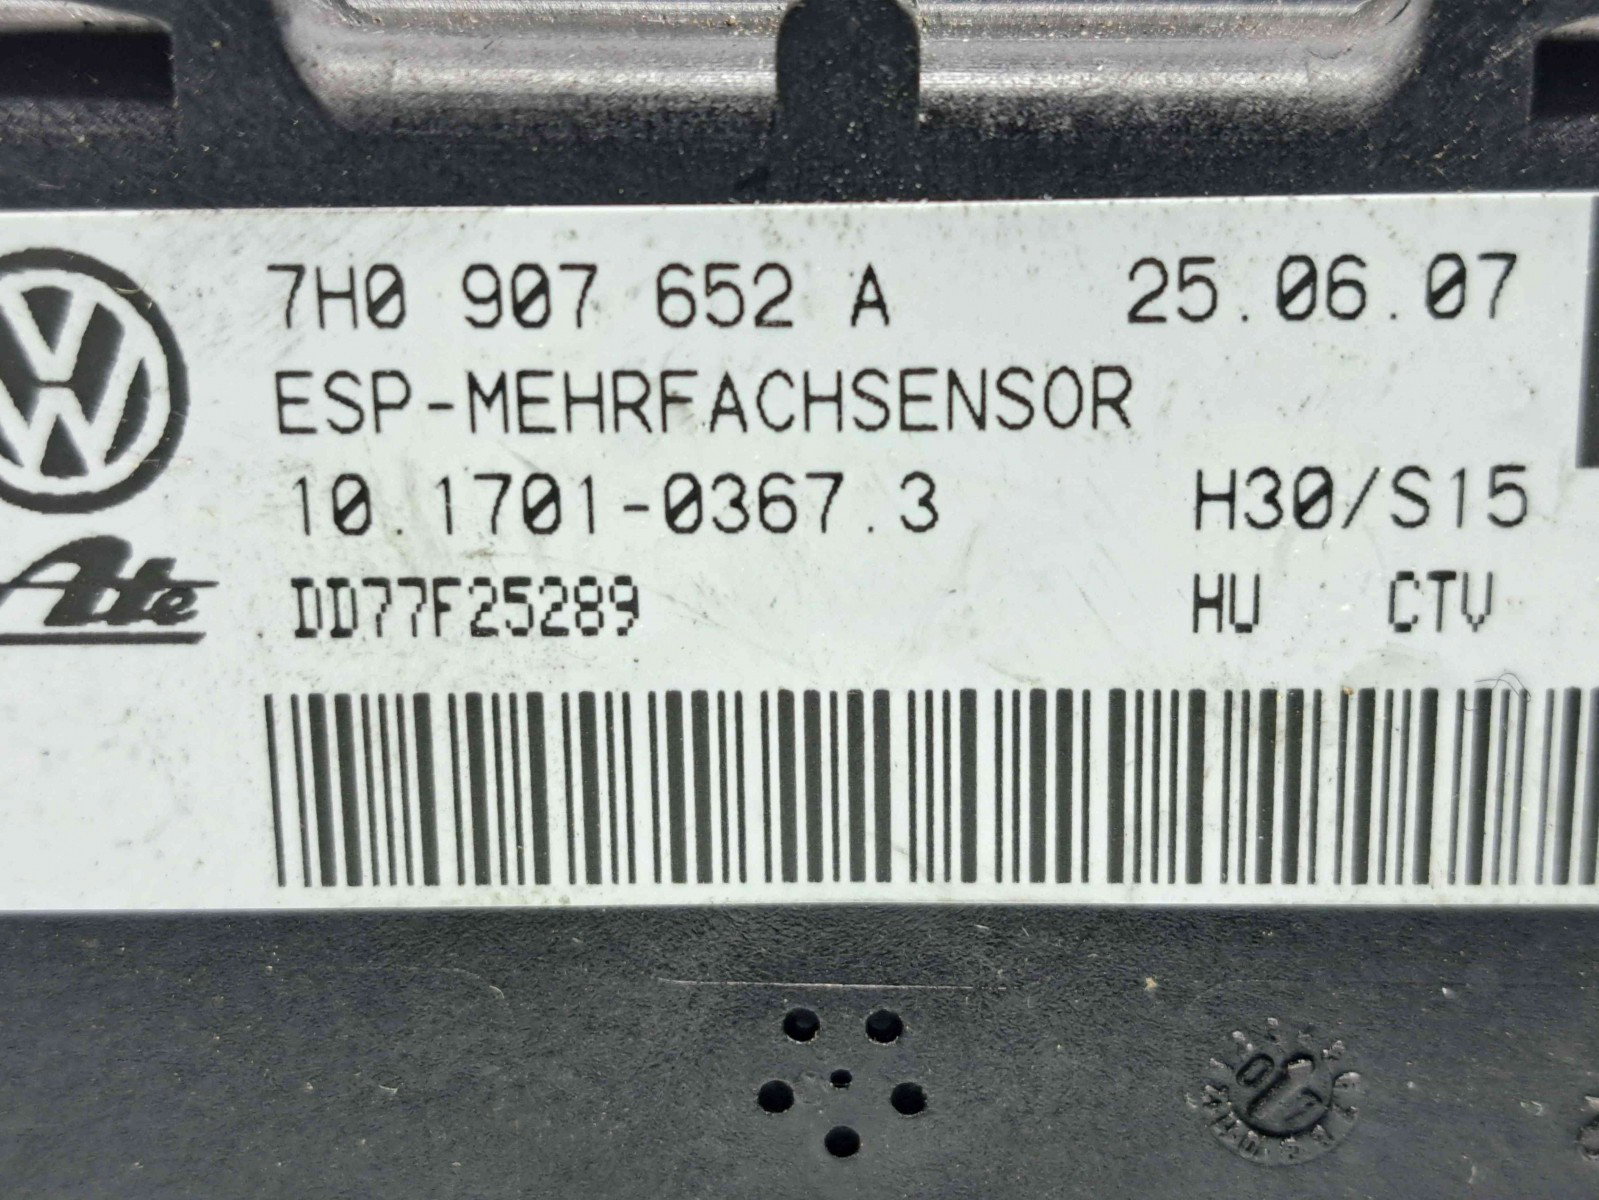 7H0 907 652 A 25.06.07
ESP-MEHRFACHSENSOR
10.1701-0367.3 H30/S15
Ate
DD77F25289 HU CTV